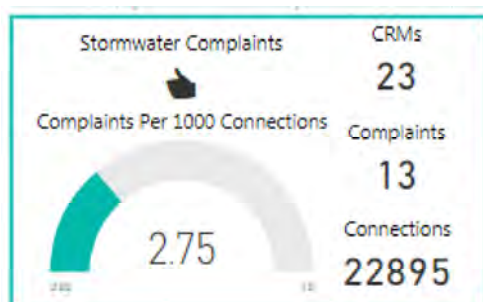 Stormwater Complaints
Complaints Per 1000 Connections
2.75
CRMs
23
Complaints
13
Connections
22895